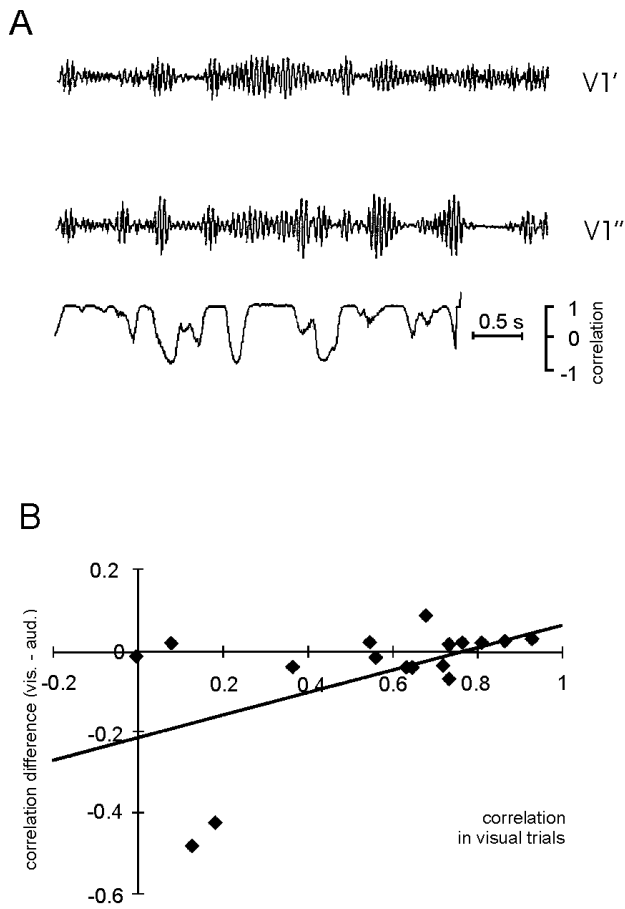 A
V1′
V1″
0.5 s
1
0
-1
correlation
B
0.2
0
-0.2
0.2
0.4
0.6
0.8
1
-0.2
-0.4
-0.6
correlation difference (vis. - aud.)
correlation
in visual trials